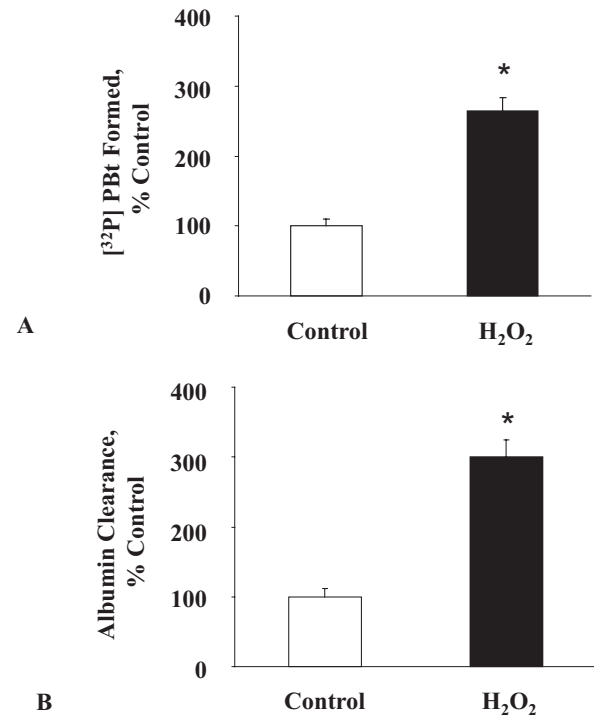 400
300
200
100
0
[³²P] PBt Formed,
% Control
*
A
Control
H₂O₂
400
300
200
100
0
Albumin Clearance,
% Control
*
B
Control
H₂O₂